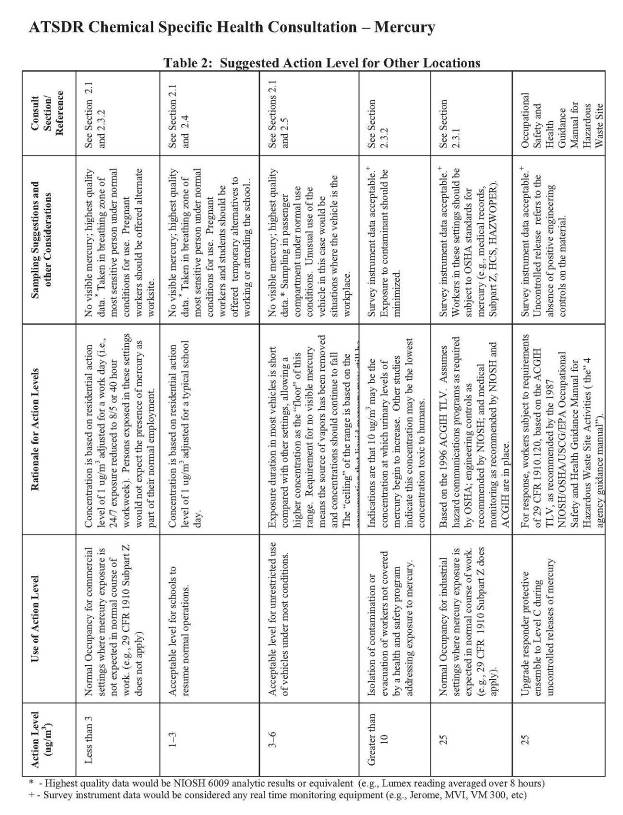 ATSDR Chemical Specific Health Consultation – Mercury
Table 2: Suggested Action Level for Other Locations
Action Level
(ug/m³)
Use of Action Level
Rationale for Action Levels
Sampling Suggestions and
other Considerations
Consult
Section/
Reference
Less than 3
Normal Occupancy for commercial
settings where mercury exposure is
not expected in normal course of
work. (e.g., 29 CFR 1910 Subpart Z
does not apply)
Concentration is based on residential action
level of 1 ug/m³ adjusted for a work day (i.e.,
24/7 exposure reduced to 8/5 or 40 hour
workweek). Persons exposed in these settings
would not expect the presence of mercury as
part of their normal employment.
No visible mercury; highest quality
data.* Taken in breathing zone of
most sensitive person under normal
conditions for use. Pregnant
workers should be offered alternate
worksite.
See Section 2.1
and 2.3.2
1–3
Acceptable level for schools to
resume normal operations.
Concentration is based on residential action
level of 1 ug/m³ adjusted for a typical school
day.
No visible mercury; highest quality
data.* Taken in breathing zone of
most sensitive person under normal
conditions for use. Pregnant
workers and students should be
offered temporary alternatives to
working or attending the school..
See Section 2.1
and 2.4
3–6
Acceptable level for unrestricted use
of vehicles under most conditions.
Exposure duration in most vehicles is short
compared with other settings, allowing a
higher concentration as the "floor" of this
range. Requirement for no visible mercury
means the source of vapors has been removed
and concentrations should continue to fall
The "ceiling" of the range is based on the
No visible mercury; highest quality
data.* Sampling in passenger
compartment under normal use
conditions. Unusual use of the
vehicle in this case would be
situations where the vehicle is the
workplace.
See Sections 2.1
and 2.5
Greater than
10
Isolation of contamination or
evacuation of workers not covered
by a health and safety program
addressing exposure to mercury.
Indications are that 10 ug/m³ may be the
concentration at which urinary levels of
mercury begin to increase. Other studies
indicate this concentration may be the lowest
concentration toxic to humans.
Survey instrument data acceptable.+
Exposure to contaminant should be
minimized.
See Section
2.3.2
25
Normal Occupancy for industrial
settings where mercury exposure is
expected in normal course of work.
(e.g., 29 CFR 1910 Subpart Z does
apply).
Based on the 1996 ACGIH TLV. Assumes
hazard communications programs as required
by OSHA; engineering controls as
recommended by NIOSH; and medical
monitoring as recommended by NIOSH and
ACGIH are in place.
Survey instrument data acceptable.+
Workers in these settings should be
subject to OSHA standards for
mercury (e.g., medical records,
Subpart Z, HCS, HAZWOPER).
See Section
2.3.1
25
Upgrade responder protective
ensemble to Level C during
uncontrolled releases of mercury
For response, workers subject to requirements
of 29 CFR 1910.120, based on the ACGIH
TLV, as recommended by the 1987
NIOSH/OSHA/USCG/EPA Occupational
Safety and Health Guidance Manual for
Hazardous Waste Site Activities ( the" 4
agency guidance manual").
Survey instrument data acceptable.+
Uncontrolled release refers to the
absence of positive engineering
controls on the material.
Occupational
Safety and
Health
Guidance
Manual for
Hazardous
Waste Site
* - Highest quality data would be NIOSH 6009 analytic results or equivalent (e.g., Lumex reading averaged over 8 hours)
+ - Survey instrument data would be considered any real time monitoring equipment (e.g., Jerome, MVI, VM 300, etc)